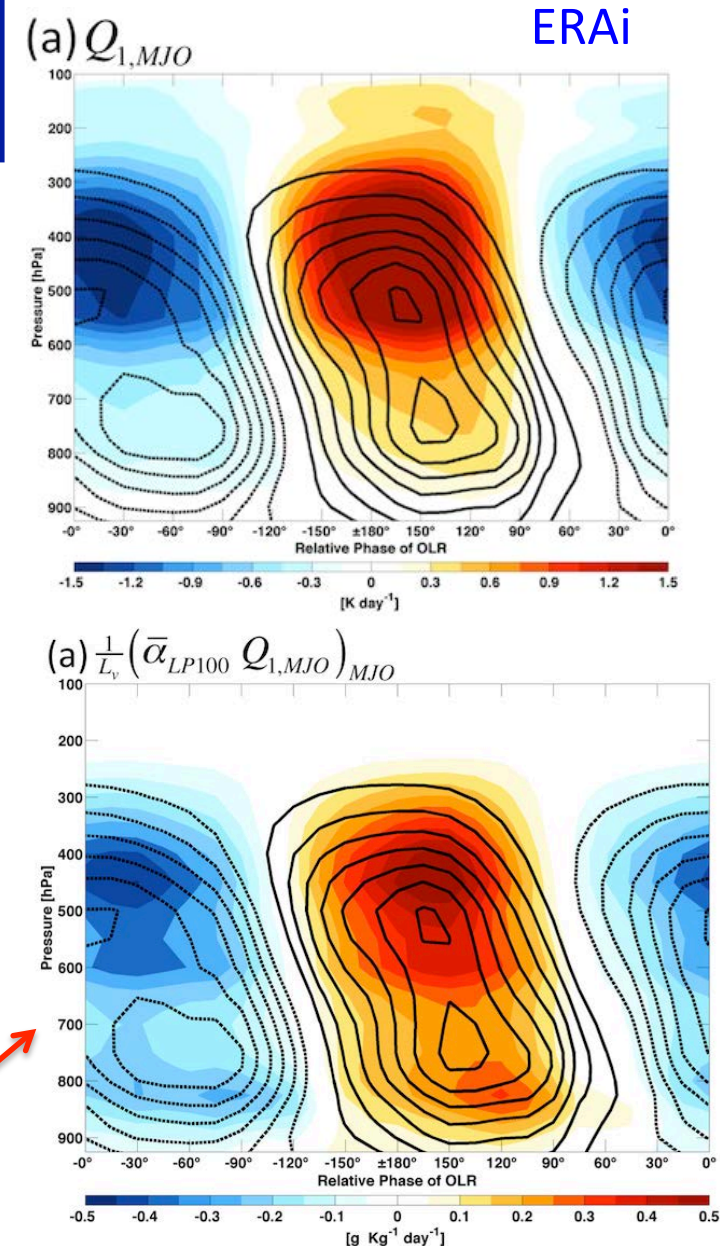 ERAi
(a) Q₁,MJO
100
200
300
400
500
600
700
800
900
Pressure [hPa]
-0° -30° -60° -90° -120° -150° ±180° 150° 120° 90° 60° 30° 0°
Relative Phase of OLR
-1.5 -1.2 -0.9 -0.6 -0.3 0 0.3 0.6 0.9 1.2 1.5
[K day⁻¹]
(a) 1/Lᵥ (ᾱ_LP100 Q₁,MJO)_MJO
100
200
300
400
500
600
700
800
900
Pressure [hPa]
-0° -30° -60° -90° -120° -150° ±180° 150° 120° 90° 60° 30° 0°
Relative Phase of OLR
-0.5 -0.4 -0.3 -0.2 -0.1 0 0.1 0.2 0.3 0.4 0.5
[g Kg⁻¹ day⁻¹]